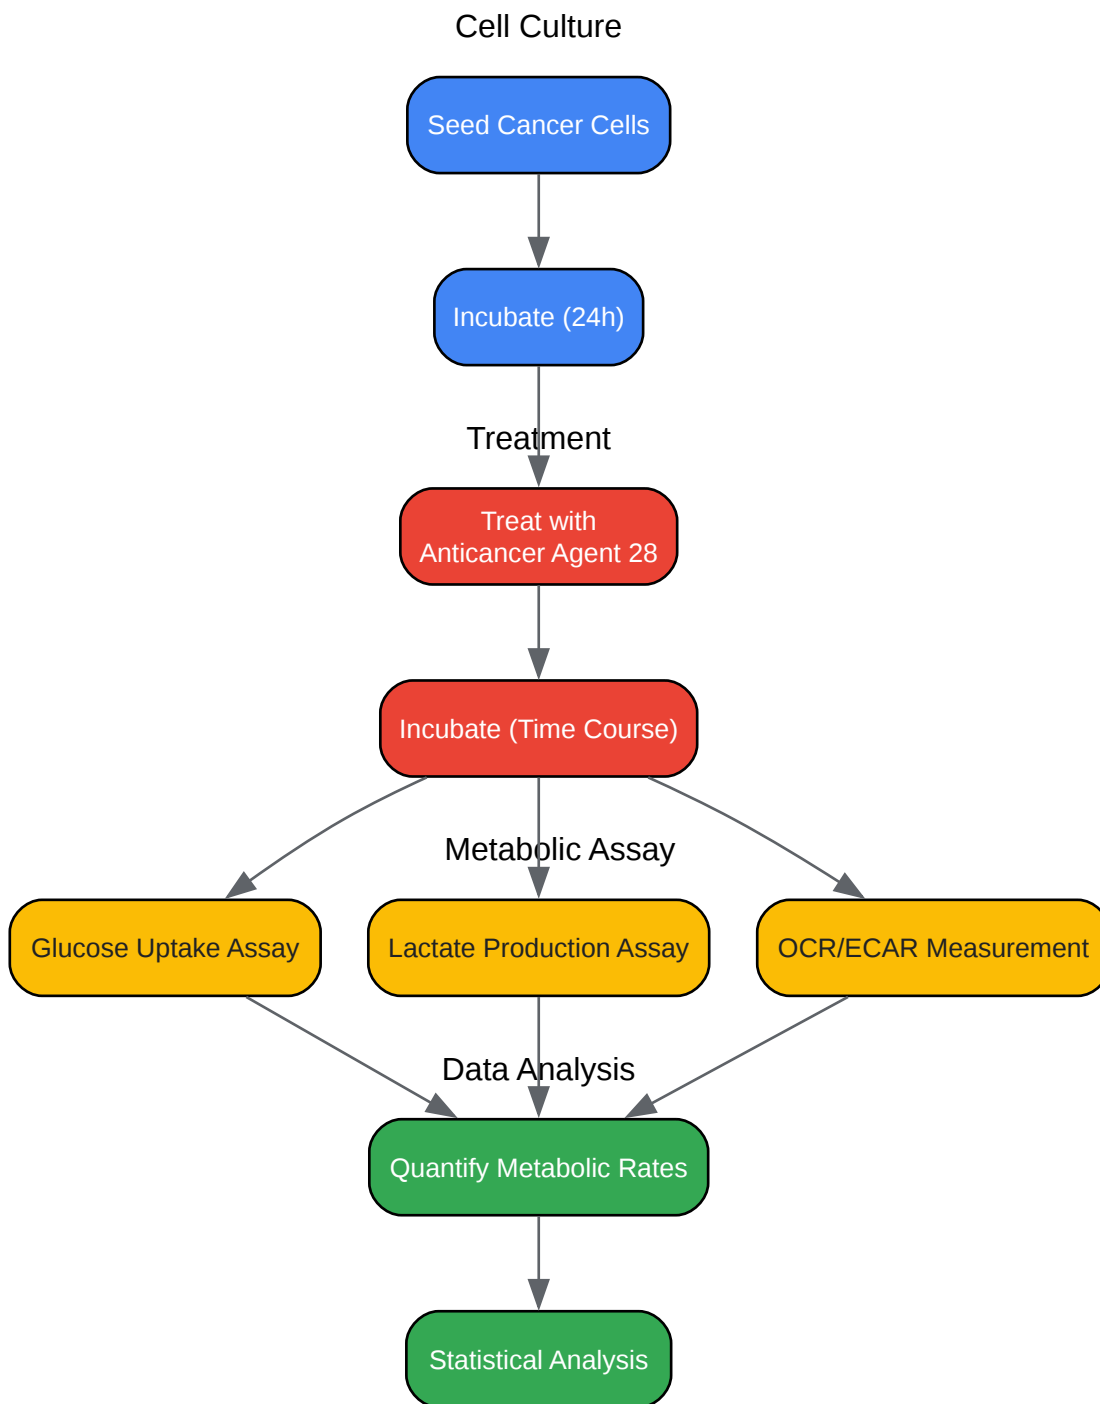 Cell Culture
Seed Cancer Cells
Incubate (24h)
Treatment
Treat with
Anticancer Agent 28
Incubate (Time Course)
Metabolic Assay
Glucose Uptake Assay
Lactate Production Assay
OCR/ECAR Measurement
Data Analysis
Quantify Metabolic Rates
Statistical Analysis